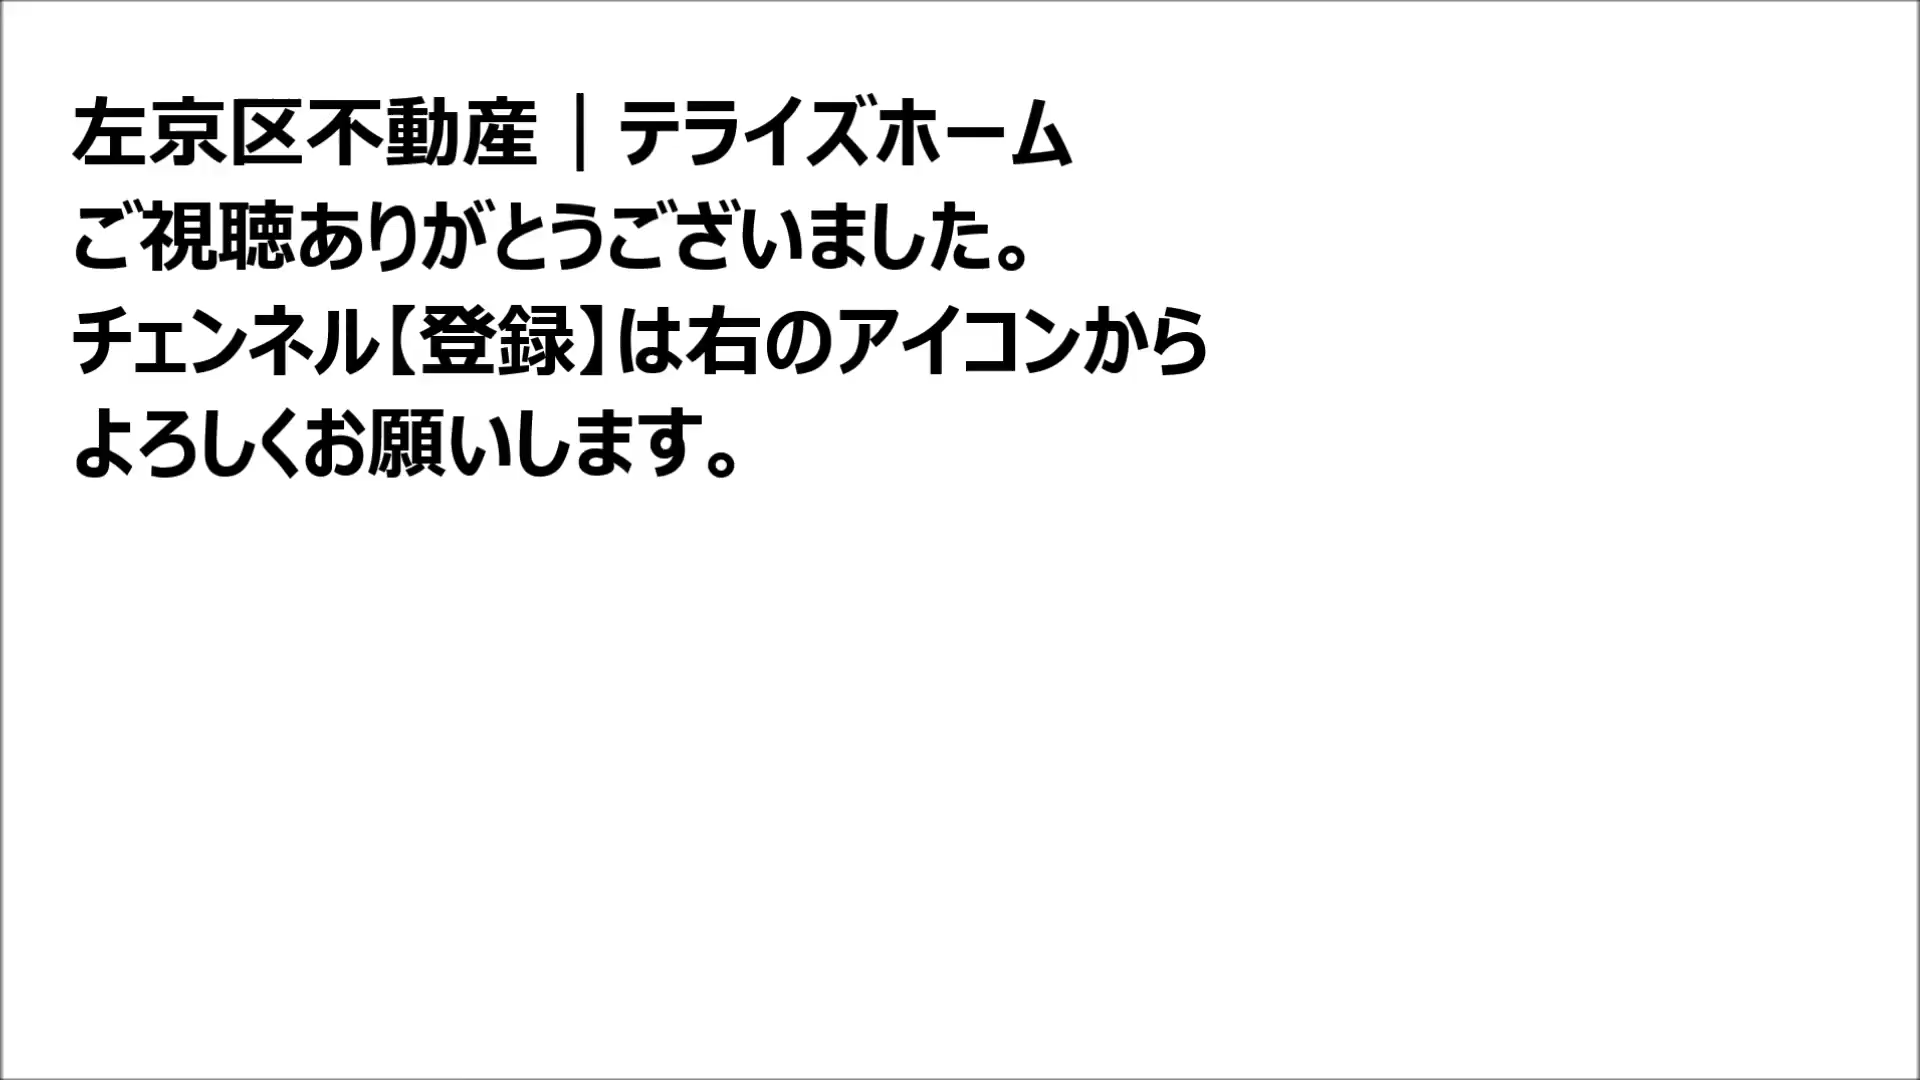 左京区不動産｜テライズホーム
ご視聴ありがとうございました。
チェンネル【登録】は右のアイコンから
よろしくお願いします。